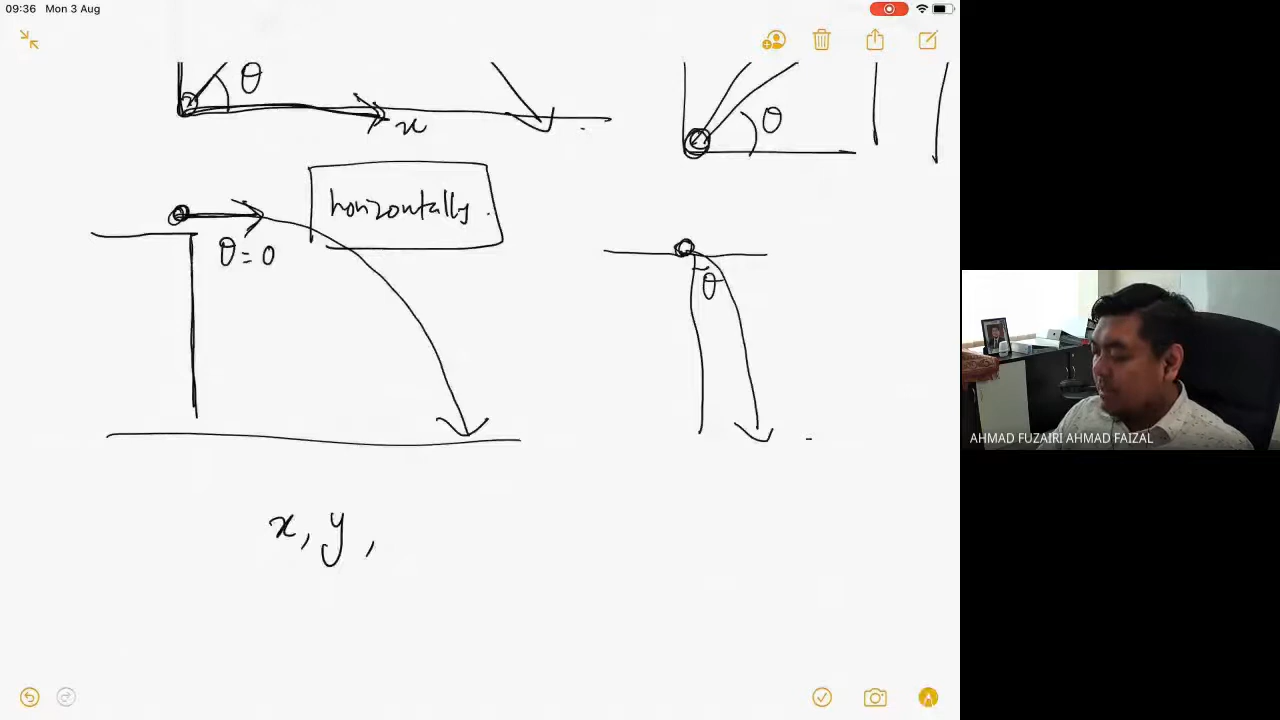 09:36 Mon 3 Aug
θ
x
θ
horizontally.
θ = 0
θ
x, y,
AHMAD FUZAIRI AHMAD FAIZAL